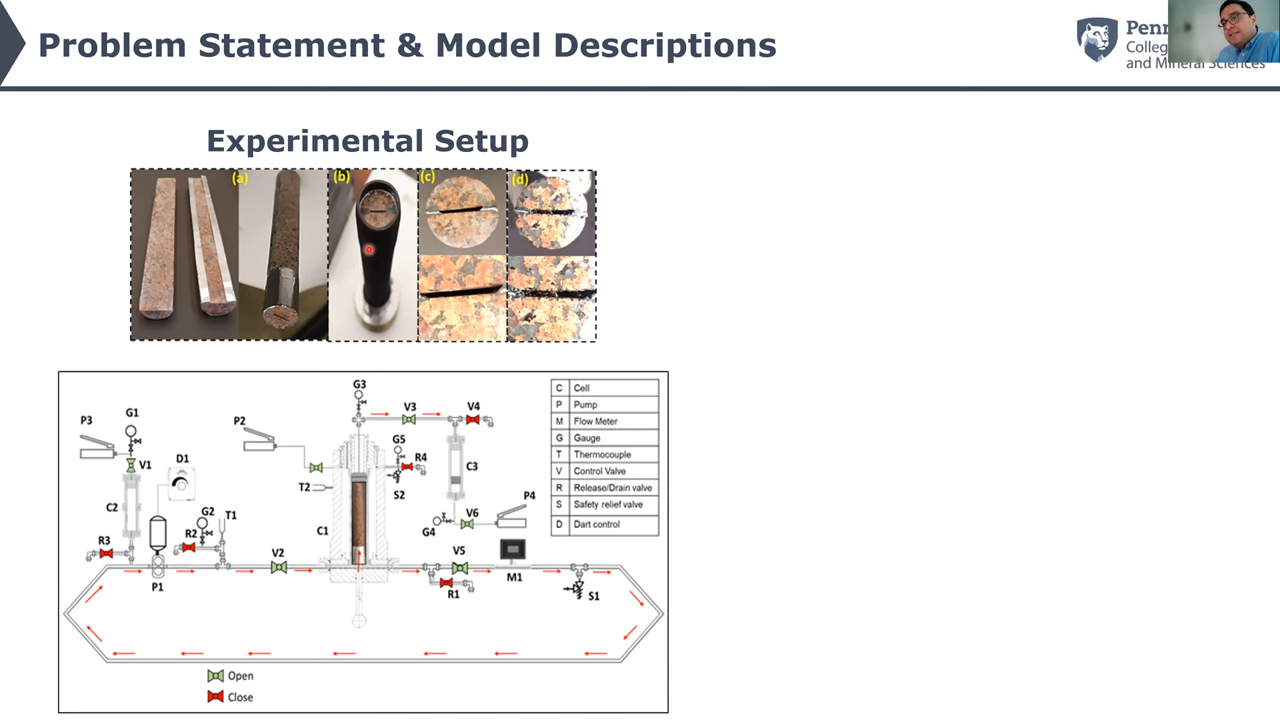 Problem Statement & Model Descriptions
and Mineral Sciences
Experimental Setup
(a)
(b)
(c)
(d)
G3
V3
V4
P3
G1
P2
G5
R4
V1
D1
C3
T2
S2
C2
G2
T1
P4
C1
G4
V6
R3
R2
V2
V5
P1
R1
M1
S1
C Cell
P Pump
M Flow Meter
G Gauge
T Thermocouple
V Control Valve
R Release/Drain valve
S Safety relief valve
D Dart control
Open
Close